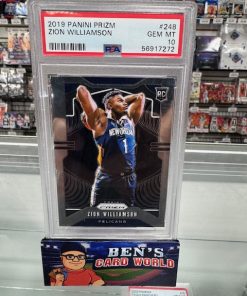 2019 PANINI PRIZM #248
ZION WILLIAMSON GEM MT
PSA 10
56917272
RC
NEW ORLEANS
1
PRIZM
ZION WILLIAMSON
PELICANS
BEN'S
CARD WORLD